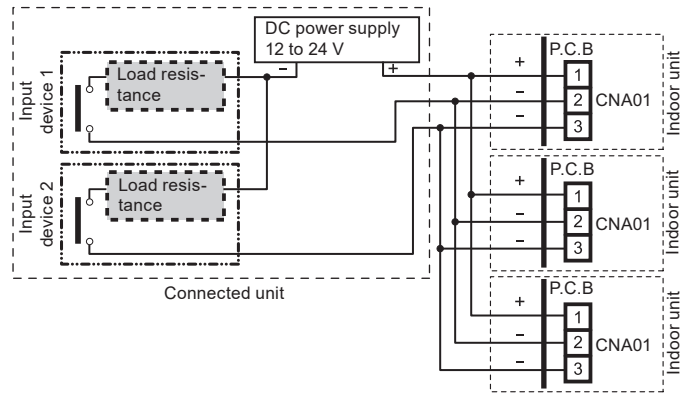 DC power supply
12 to 24 V
− +
Input
device 1
Load resis-
tance
Input
device 2
Load resis-
tance
Connected unit
P.C.B
+ 1
− 2 CNA01
− 3
Indoor unit
P.C.B
+ 1
− 2 CNA01
− 3
Indoor unit
P.C.B
+ 1
− 2 CNA01
− 3
Indoor unit